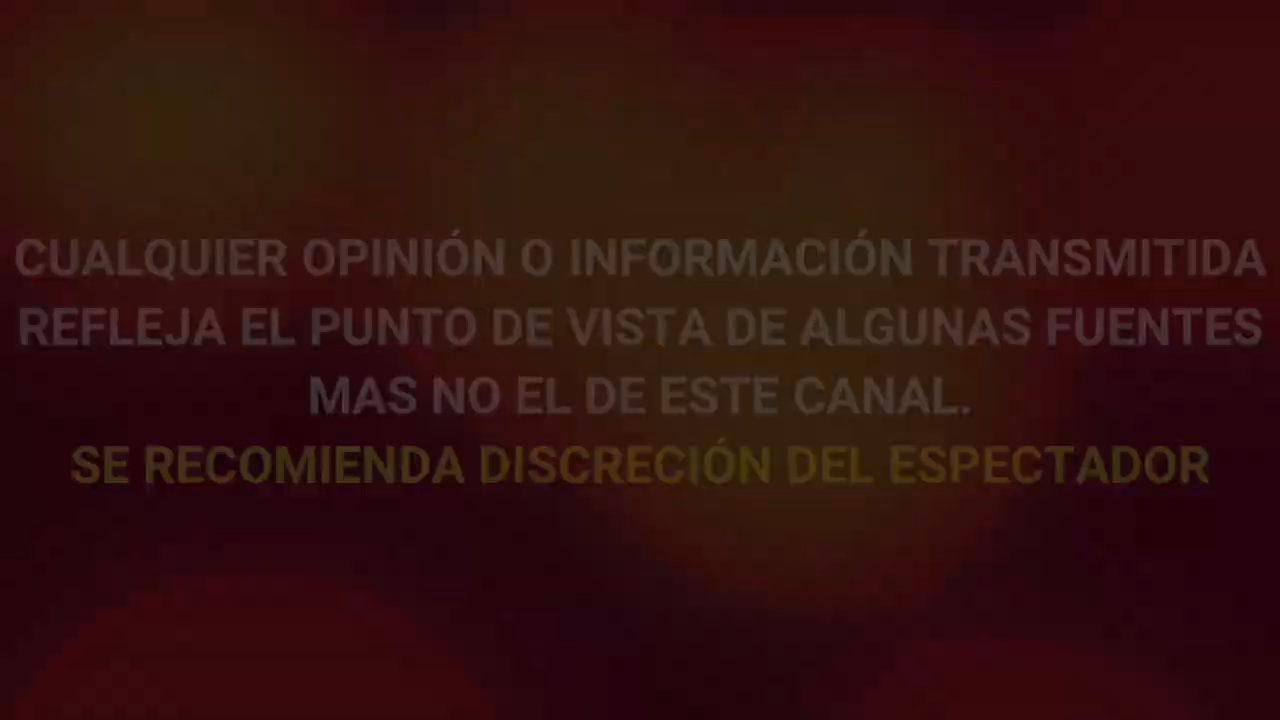 CUALQUIER OPINIÓN O INFORMACIÓN TRANSMITIDA
REFLEJA EL PUNTO DE VISTA DE ALGUNAS FUENTES
MAS NO EL DE ESTE CANAL.
SE RECOMIENDA DISCRECIÓN DEL ESPECTADOR